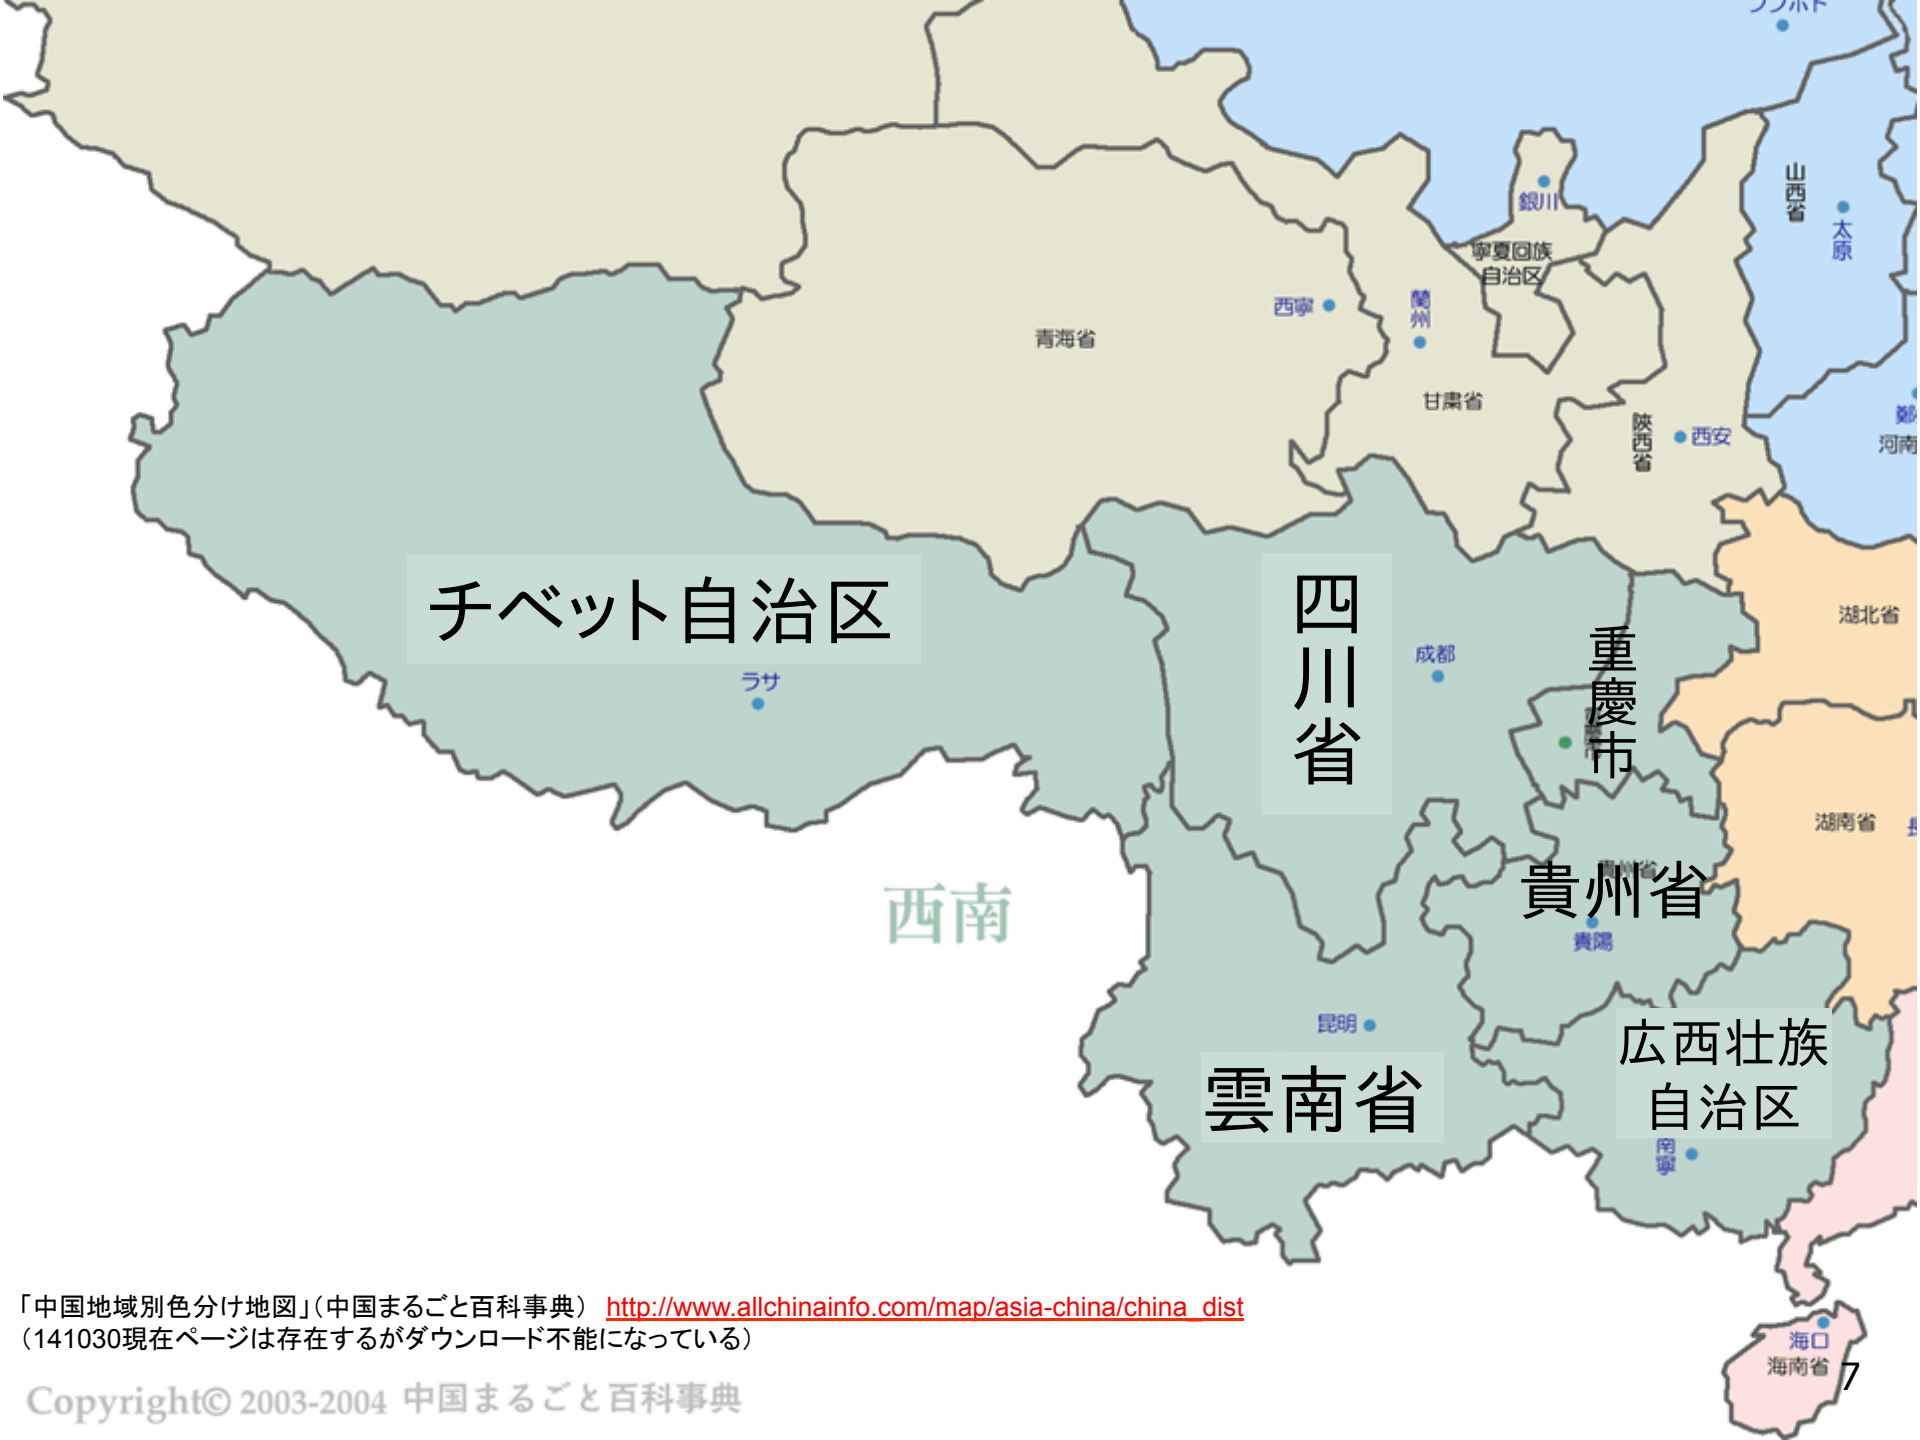 山西省
太原
銀川
寧夏回族
自治区
西寧
蘭州
青海省
甘粛省
陝西省
西安
河南
チベット自治区
ラサ
四川省
成都
重慶市
湖北省
湖南省
貴州省
貴州省
貴陽
西南
昆明
雲南省
広西壮族
自治区
南寧
「中国地域別色分け地図」（中国まるごと百科事典） http://www.allchinainfo.com/map/asia-china/china_dist
（141030現在ページは存在するがダウンロード不能になっている）
海口
海南省
7
Copyright© 2003-2004 中国まるごと百科事典